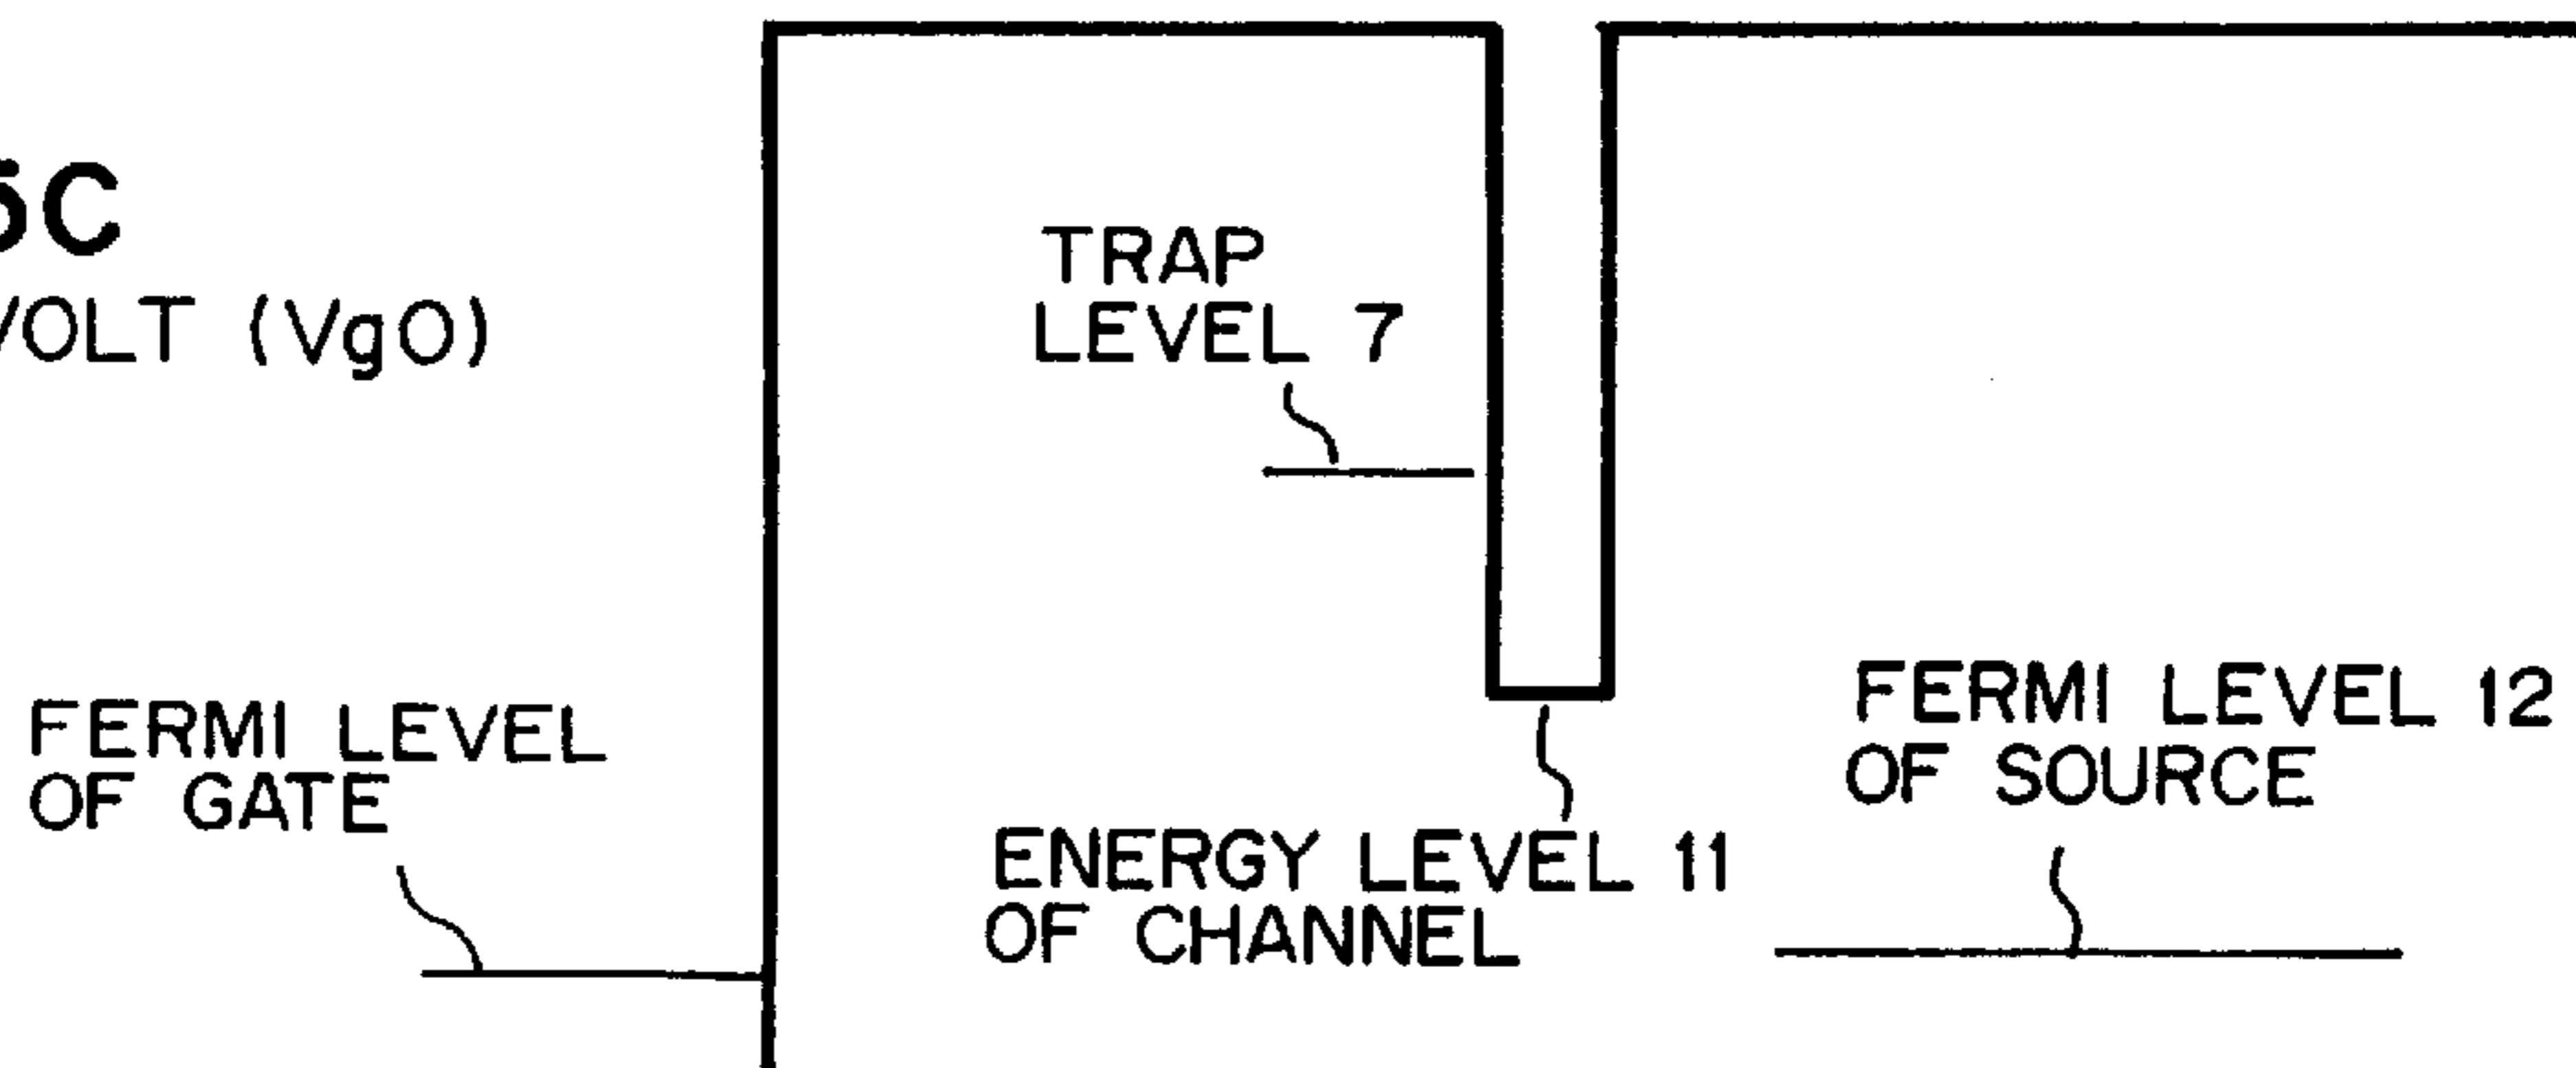 5C
VOLT (Vg0)
TRAP
LEVEL 7
FERMI LEVEL
OF GATE
ENERGY LEVEL 11
OF CHANNEL
FERMI LEVEL 12
OF SOURCE